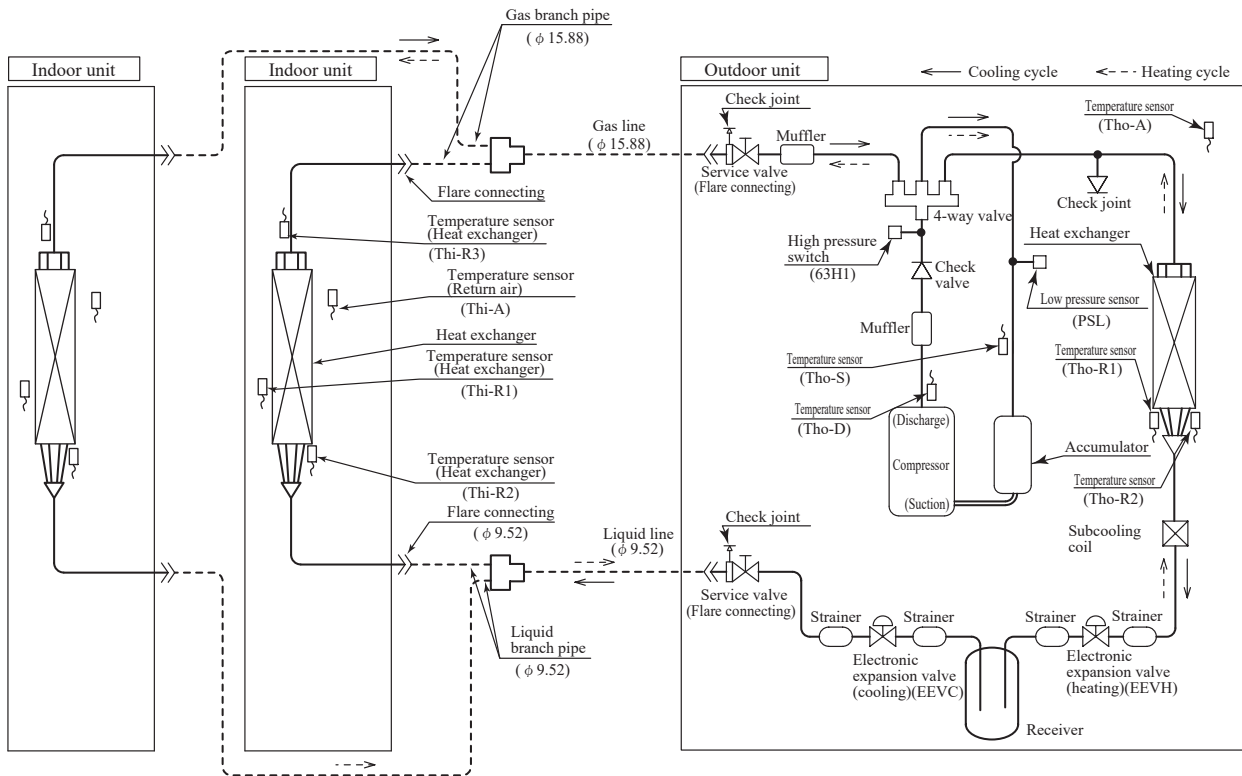 Gas branch pipe
( φ 15.88)
Indoor unit
Indoor unit
Outdoor unit
Cooling cycle
Heating cycle
Check joint
Temperature sensor
(Tho-A)
Muffler
Gas line
( φ 15.88)
Service valve
(Flare connecting)
Flare connecting
4-way valve
Check joint
Temperature sensor
(Heat exchanger)
(Thi-R3)
High pressure
switch
(63H1)
Check
valve
Heat exchanger
Temperature sensor
(Return air)
(Thi-A)
Low pressure sensor
(PSL)
Muffler
Heat exchanger
Temperature sensor
(Heat exchanger)
(Thi-R1)
Temperature sensor
(Tho-S)
Temperature sensor
(Tho-R1)
Temperature sensor
(Tho-D)
(Discharge)
Compressor
(Suction)
Accumulator
Temperature sensor
(Heat exchanger)
(Thi-R2)
Temperature sensor
(Tho-R2)
Flare connecting
( φ 9.52)
Liquid line
( φ 9.52)
Check joint
Subcooling
coil
Service valve
(Flare connecting)
Strainer
Strainer
Strainer
Strainer
Liquid
branch pipe
( φ 9.52)
Electronic
expansion valve
(cooling)(EEVC)
Electronic
expansion valve
(heating)(EEVH)
Receiver